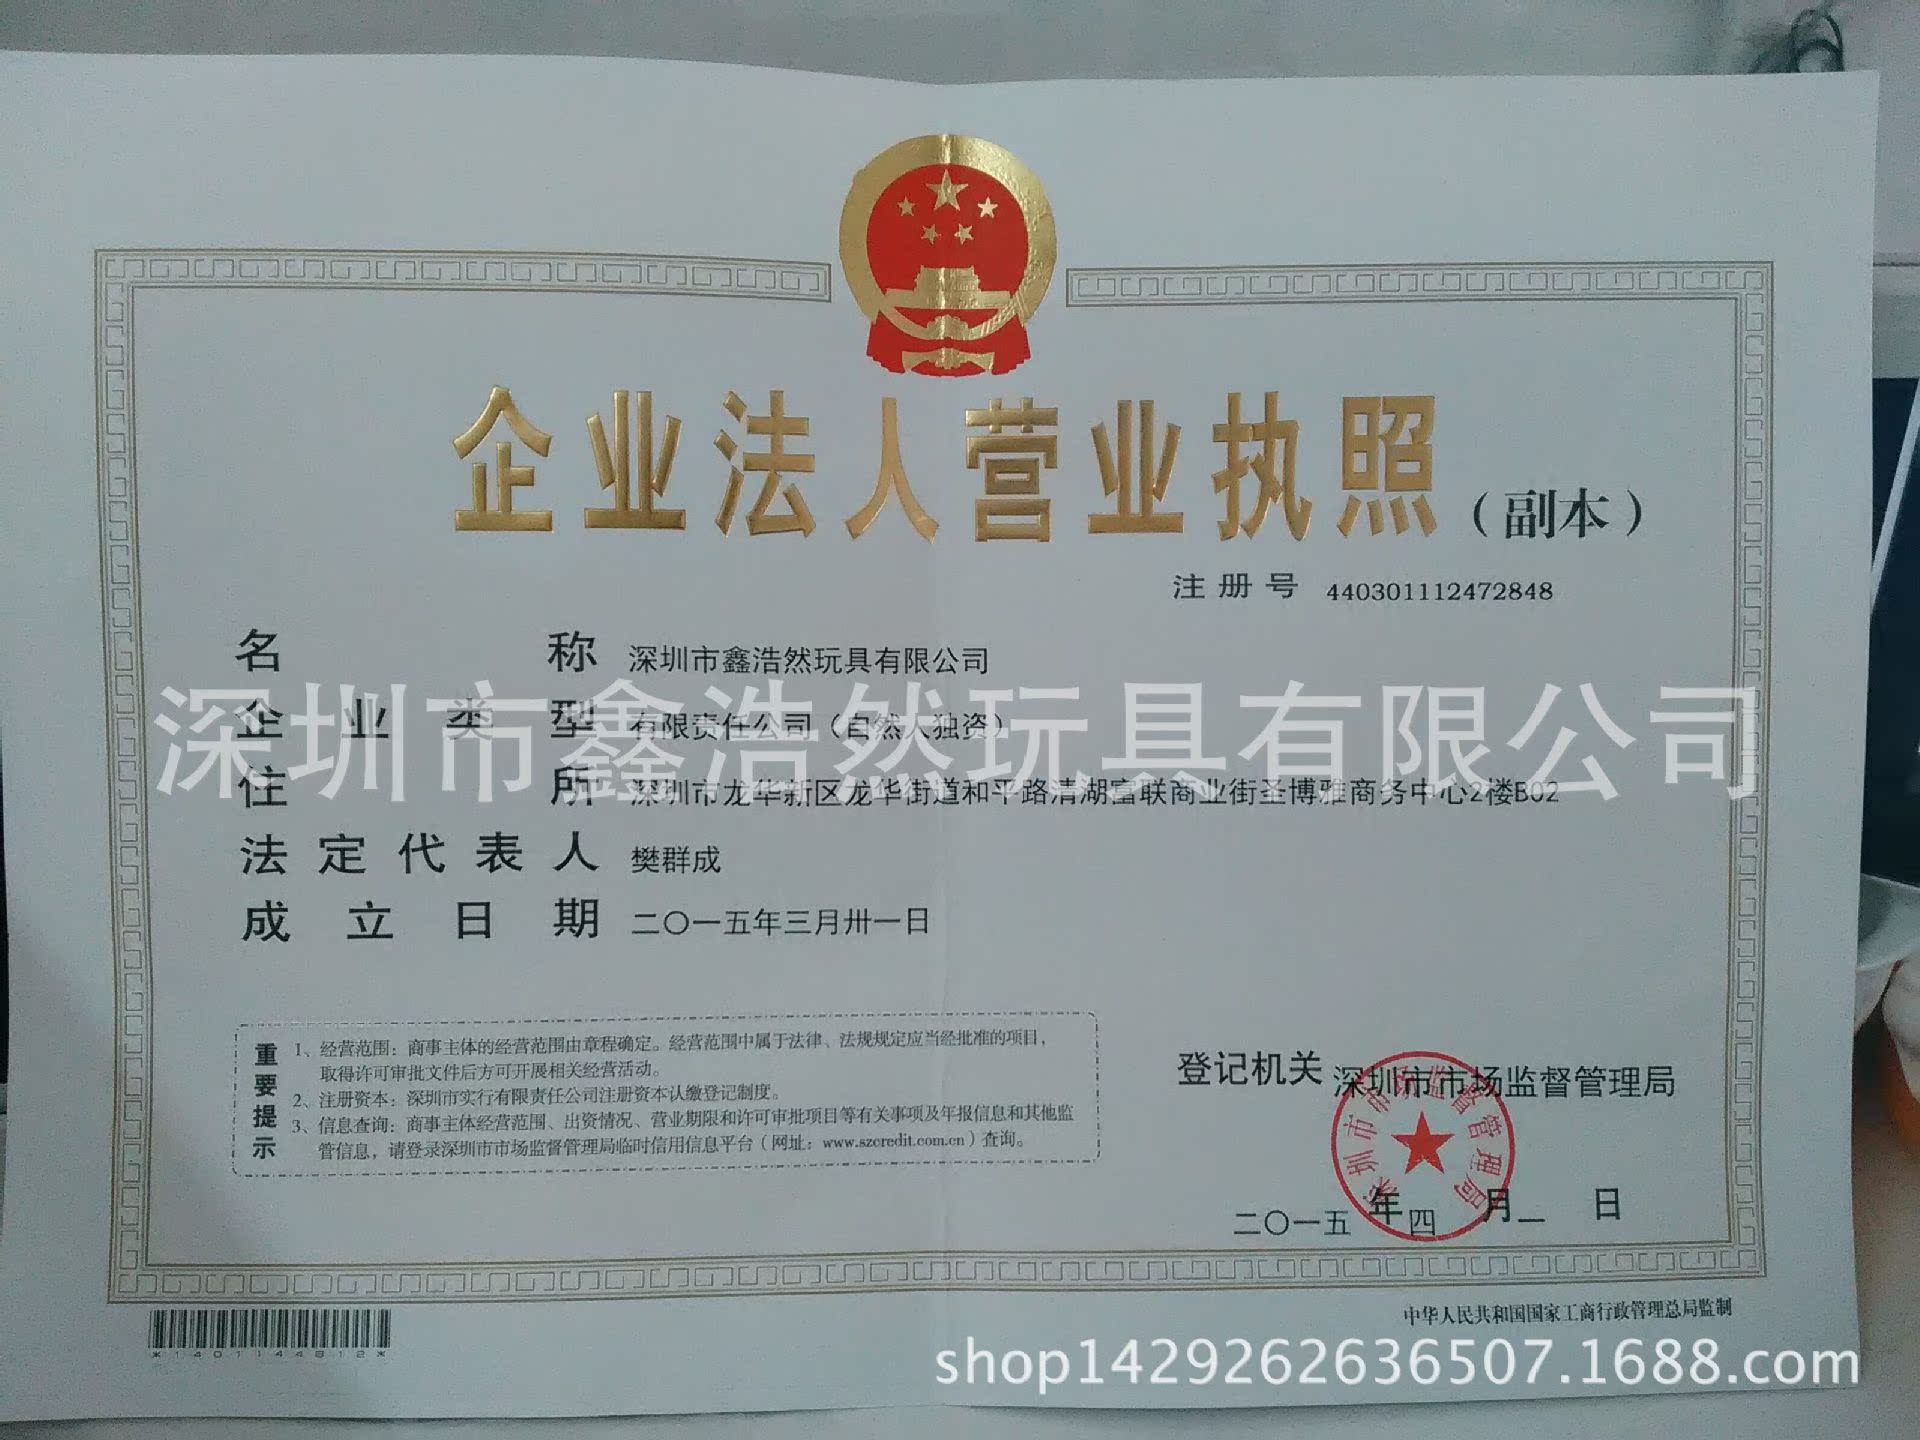 企业法人营业执照（副本）
注册号 440301112472848
名称 深圳市鑫浩然玩具有限公司
深圳市鑫浩然玩具有限公司
企业类型 有限责任公司（自然人独资）
住所 深圳市龙华新区龙华街道和平路清湖富联商业街圣博雅商务中心2楼B02
法定代表人 樊群成
成立日期 二〇一五年三月卅一日
重要提示
1、经营范围：商事主体的经营范围由章程确定。经营范围中属于法律、法规规定应当经批准的项目，
取得许可审批文件后方可开展相关经营活动。
2、注册资本：深圳市实行有限责任公司注册资本认缴登记制度。
3、信息查询：商事主体经营范围、出资情况、营业期限和许可审批项目等有关事项及年报信息和其他监
管信息，请登录深圳市市场监督管理局临时信用信息平台（网址：www.szcredit.com.cn）查询。
登记机关 深圳市市场监督管理局
深圳市市场监督管理局
二〇一五年四月一日
中华人民共和国国家工商行政管理总局监制
*1401144812*
shop1429262636507.1688.com